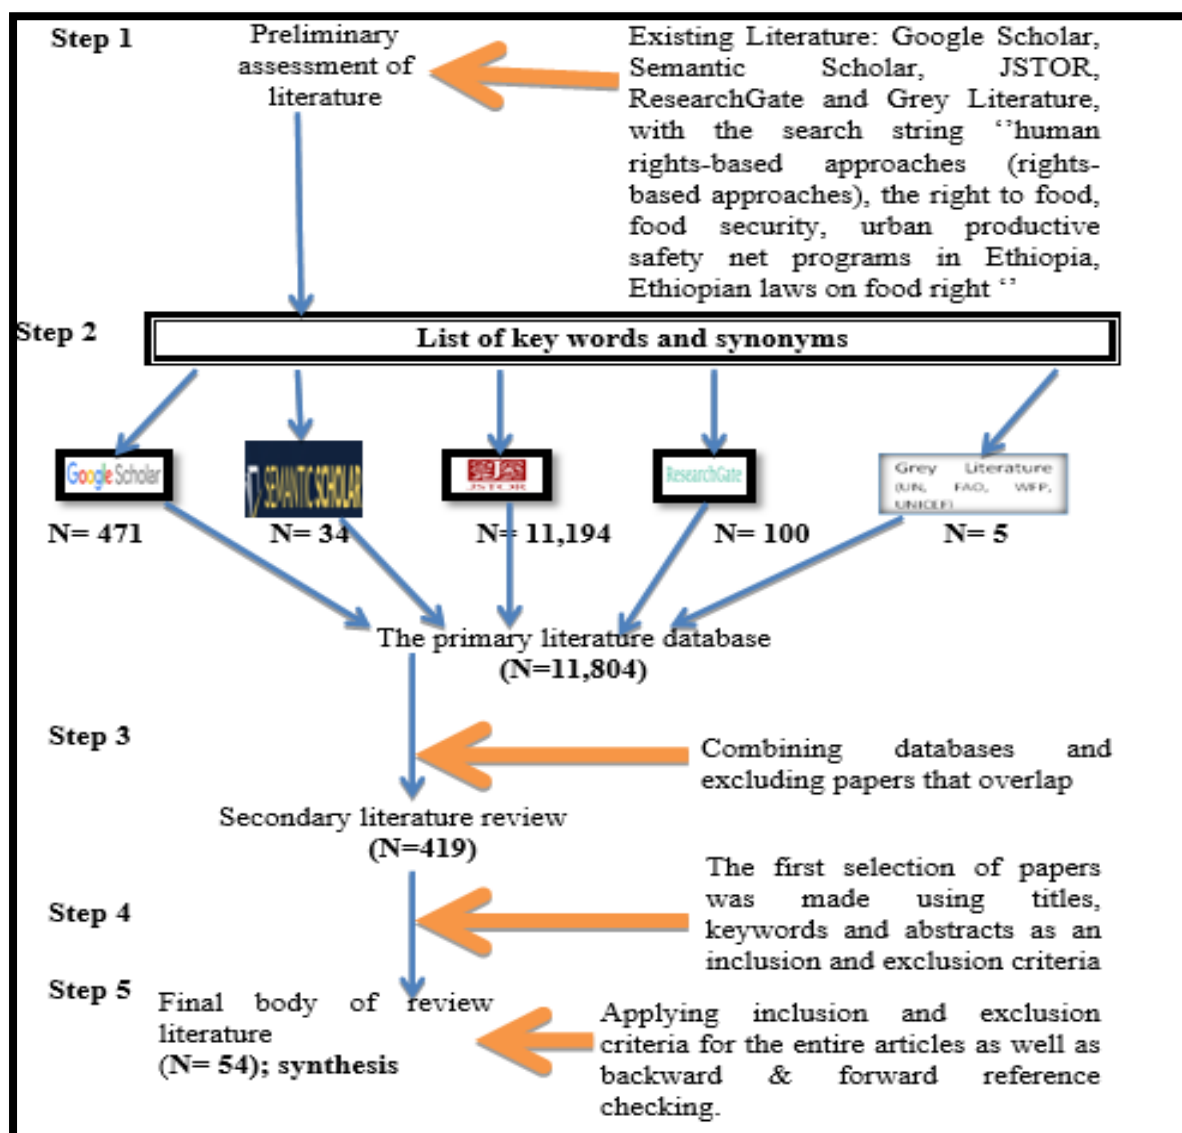 Step 1
Preliminary
assessment of
literature
Existing Literature: Google Scholar,
Semantic Scholar, JSTOR,
ResearchGate and Grey Literature,
with the search string ‘’human
rights-based approaches (rights-
based approaches), the right to food,
food security, urban productive
safety net programs in Ethiopia,
Ethiopian laws on food right ‘’
Step 2
List of key words and synonyms
Google Scholar
SEMANTIC SCHOLAR
JSTOR
ResearchGate
Grey Literature
(UN, FAO, WFP,
UNICEF)
N= 471
N= 34
N= 11,194
N= 100
N= 5
The primary literature database
(N=11,804)
Step 3
Combining databases and
excluding papers that overlap
Secondary literature review
(N=419)
Step 4
The first selection of papers
was made using titles,
keywords and abstracts as an
inclusion and exclusion criteria
Step 5
Final body of review
literature
(N= 54); synthesis
Applying inclusion and exclusion
criteria for the entire articles as well as
backward & forward reference
checking.